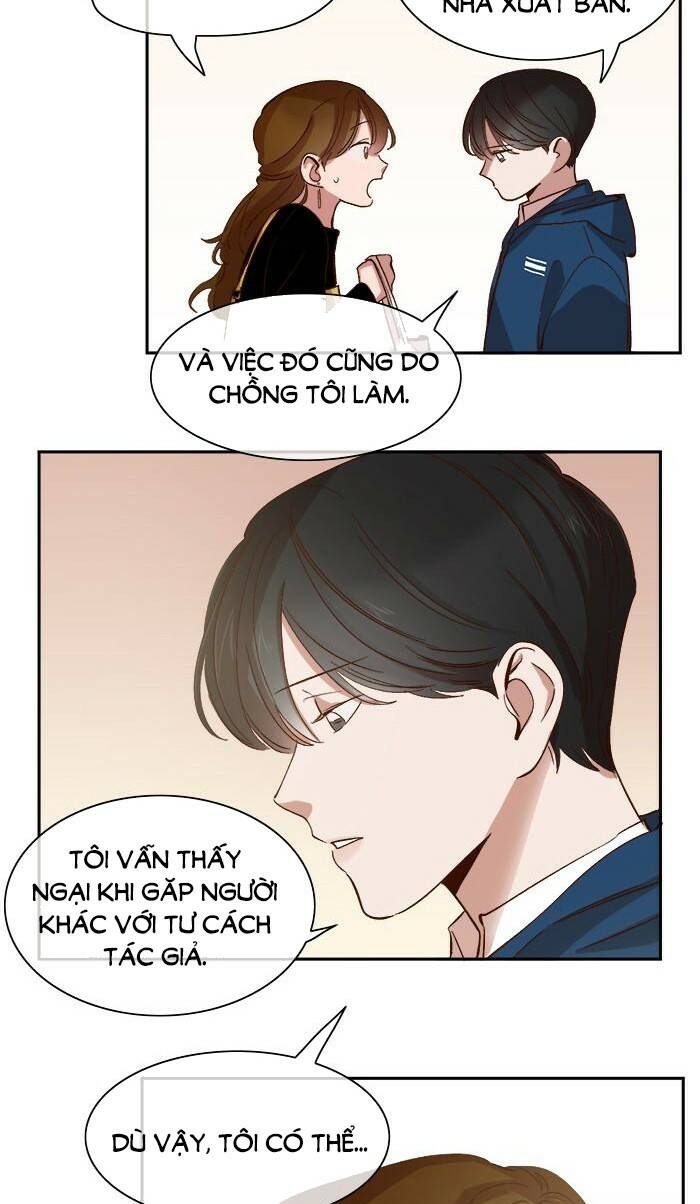 NHÀ XUẤT BẢN.
VÀ VIỆC ĐÓ CŨNG DO
CHỒNG TÔI LÀM.
TÔI VẪN THẤY
NGẠI KHI GẶP NGƯỜI
KHÁC VỚI TƯ CÁCH
TÁC GIẢ.
DÙ VẬY, TÔI CÓ THỂ...